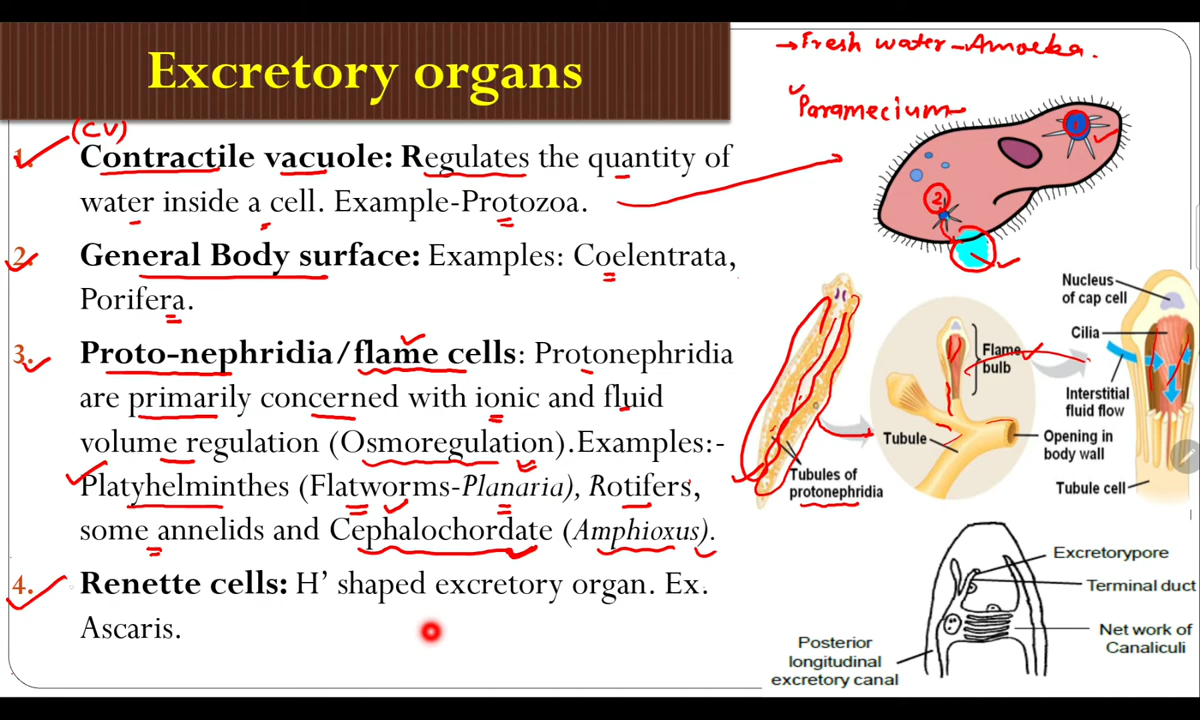 Excretory organs
→ Fresh water - Amoeba.
Paramecium
(CV)
1. Contractile vacuole: Regulates the quantity of
water inside a cell. Example-Protozoa.
2. General Body surface: Examples: Coelentrata,
Porifera.
3. Proto-nephridia/flame cells: Protonephridia
are primarily concerned with ionic and fluid
volume regulation (Osmoregulation).Examples:-
Platyhelminthes (Flatworms-Planaria), Rotifers,
some annelids and Cephalochordate (Amphioxus).
4. Renette cells: H’ shaped excretory organ. Ex.
Ascaris.
1
2
Nucleus
of cap cell
Cilia
Flame
bulb
Interstitial
fluid flow
Tubule
Opening in
body wall
Tubules of
protonephridia
Tubule cell
Excretorypore
Terminal duct
Net work of
Canaliculi
Posterior
longitudinal
excretory canal